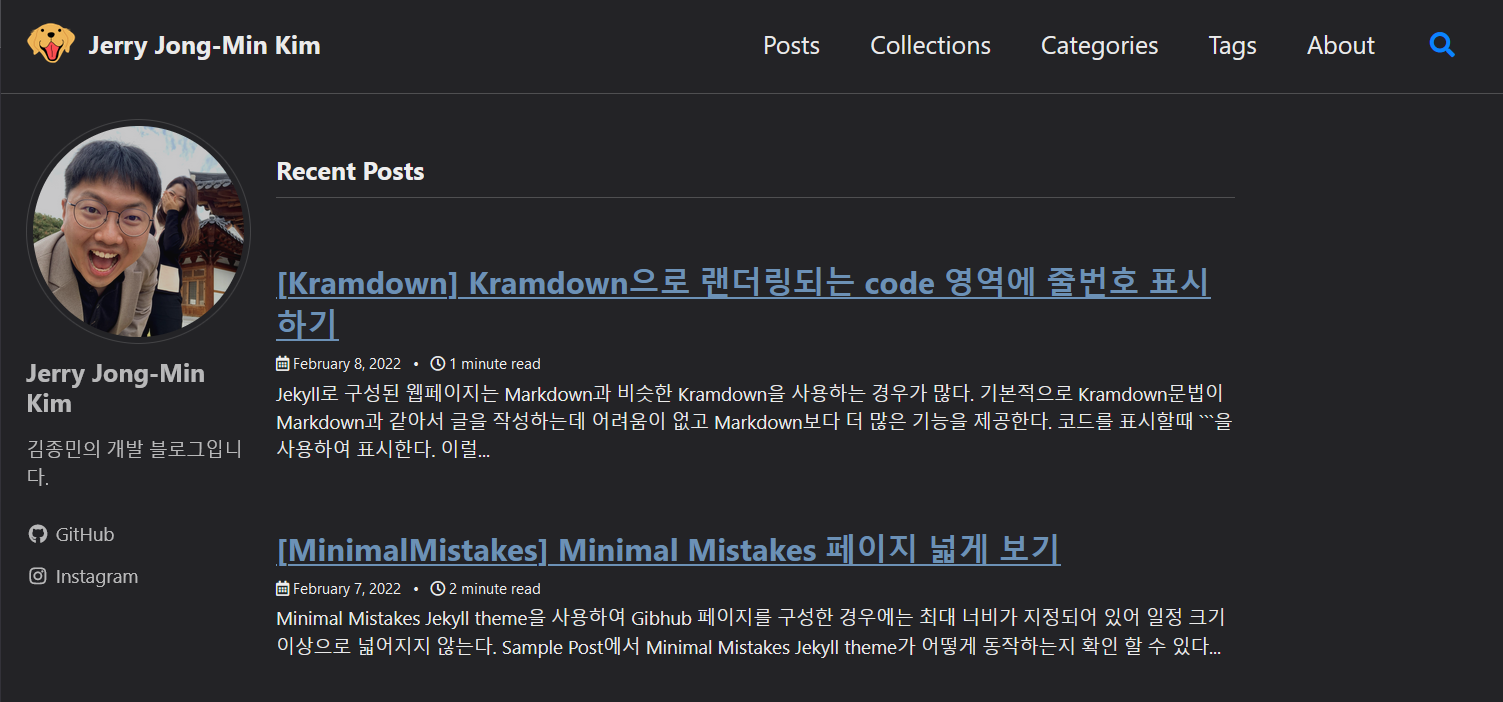 Jerry Jong-Min Kim
Posts
Collections
Categories
Tags
About
Jerry Jong-Min
Kim
김종민의 개발 블로그입니
다.
GitHub
Instagram
Recent Posts
[Kramdown] Kramdown으로 랜더링되는 code 영역에 줄번호 표시
하기
February 8, 2022 • 1 minute read
Jekyll로 구성된 웹페이지는 Markdown과 비슷한 Kramdown을 사용하는 경우가 많다. 기본적으로 Kramdown문법이
Markdown과 같아서 글을 작성하는데 어려움이 없고 Markdown보다 더 많은 기능을 제공한다. 코드를 표시할때 ```을
사용하여 표시한다. 이럴...
[MinimalMistakes] Minimal Mistakes 페이지 넓게 보기
February 7, 2022 • 2 minute read
Minimal Mistakes Jekyll theme을 사용하여 Gibhub 페이지를 구성한 경우에는 최대 너비가 지정되어 있어 일정 크기
이상으로 넓어지지 않는다. Sample Post에서 Minimal Mistakes Jekyll theme가 어떻게 동작하는지 확인 할 수 있다...